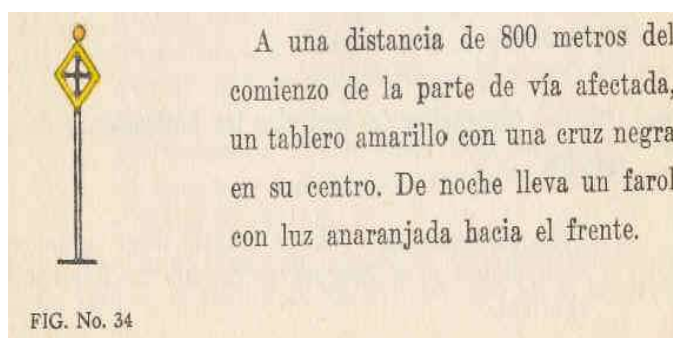 A una distancia de 800 metros del
comienzo de la parte de vía afectada,
un tablero amarillo con una cruz negra
en su centro. De noche lleva un farol
con luz anaranjada hacia el frente.
FIG. No. 34